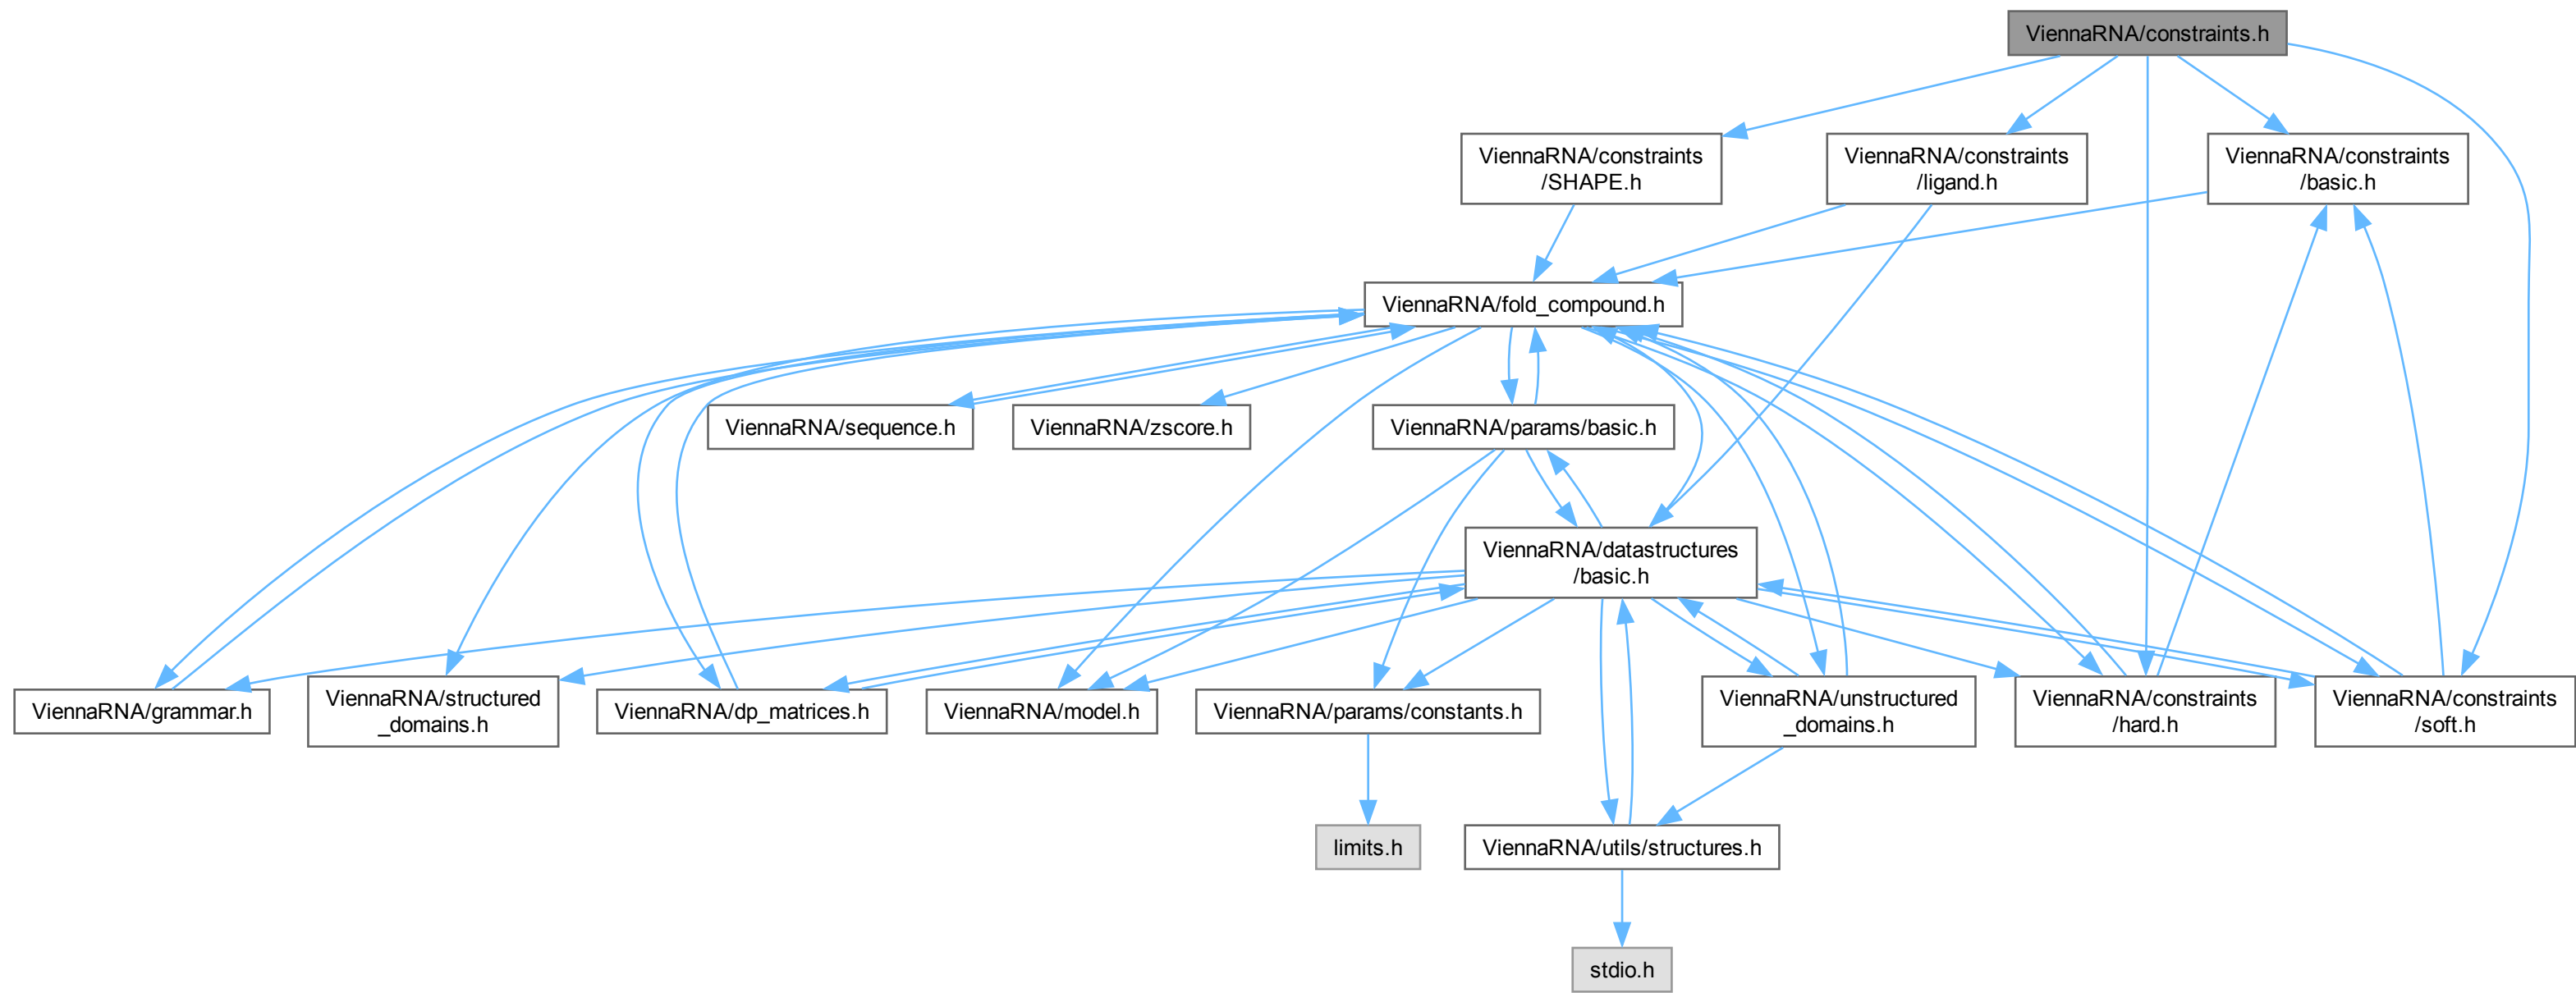 ViennaRNA/constraints.h
ViennaRNA/constraints
/SHAPE.h
ViennaRNA/constraints
/ligand.h
ViennaRNA/constraints
/basic.h
ViennaRNA/fold_compound.h
ViennaRNA/sequence.h
ViennaRNA/zscore.h
ViennaRNA/params/basic.h
ViennaRNA/datastructures
/basic.h
ViennaRNA/grammar.h
ViennaRNA/structured
_domains.h
ViennaRNA/dp_matrices.h
ViennaRNA/model.h
ViennaRNA/params/constants.h
ViennaRNA/unstructured
_domains.h
ViennaRNA/constraints
/hard.h
ViennaRNA/constraints
/soft.h
limits.h
ViennaRNA/utils/structures.h
stdio.h